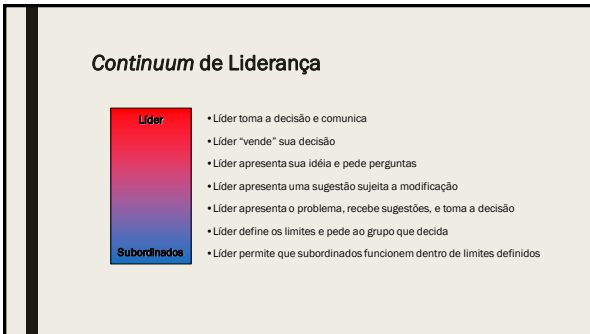 Continuum de Liderança
Líder
• Líder toma a decisão e comunica
• Líder “vende” sua decisão
• Líder apresenta sua idéia e pede perguntas
• Líder apresenta uma sugestão sujeita a modificação
• Líder apresenta o problema, recebe sugestões, e toma a decisão
• Líder define os limites e pede ao grupo que decida
Subordinados
• Líder permite que subordinados funcionem dentro de limites definidos